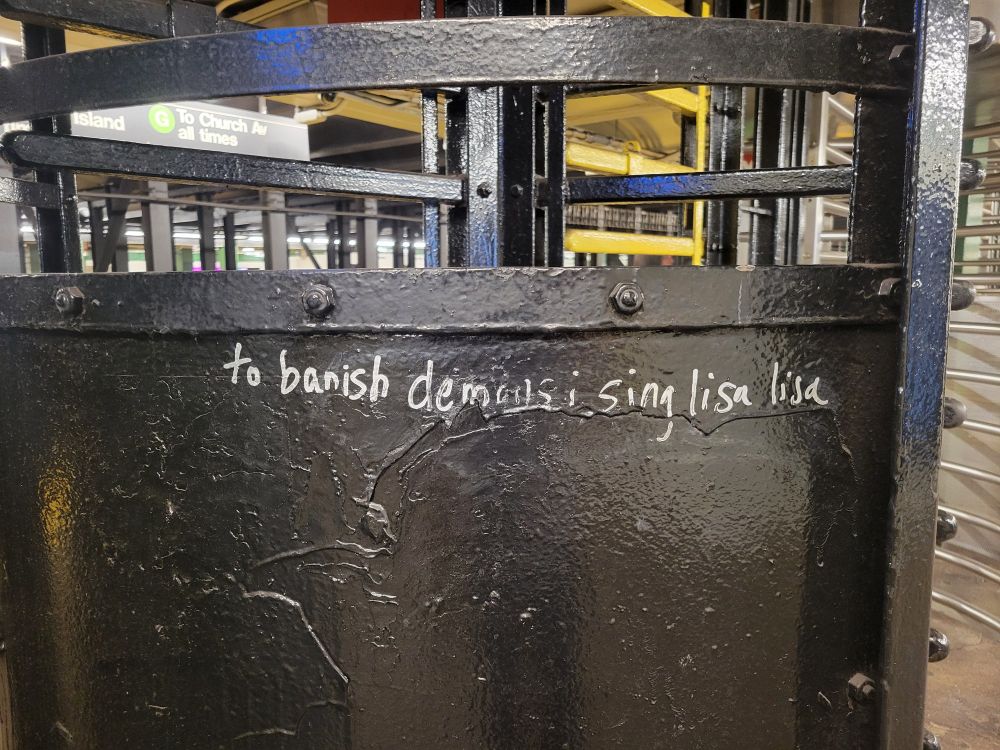 Island
G To Church Av
all times
to banish demons i sing lisa lisa